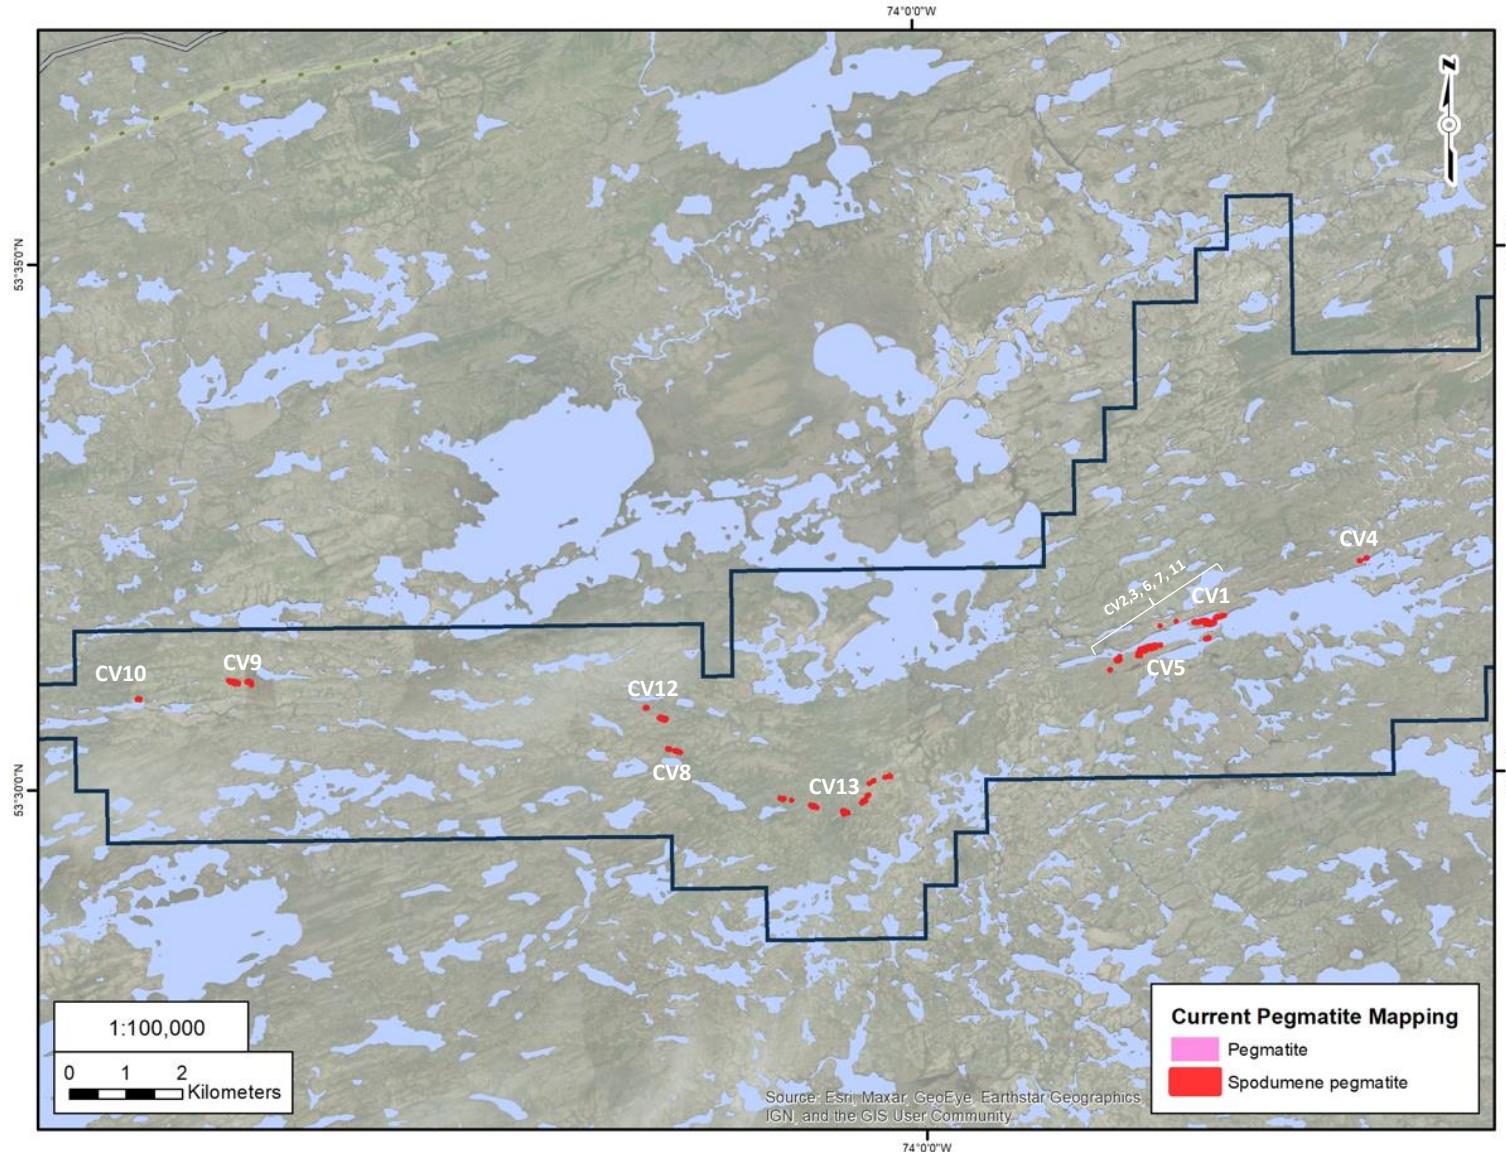 74°0'0"W
N
53°35'0"N
CV4
CV2,3, 6, 7, 11
CV1
CV5
CV10
CV9
CV12
CV8
CV13
53°30'0"N
1:100,000
0 1 2
Kilometers
Current Pegmatite Mapping
Pegmatite
Spodumene pegmatite
Source: Esri, Maxar, GeoEye, Earthstar Geographics,
IGN, and the GIS User Community
74°0'0"W